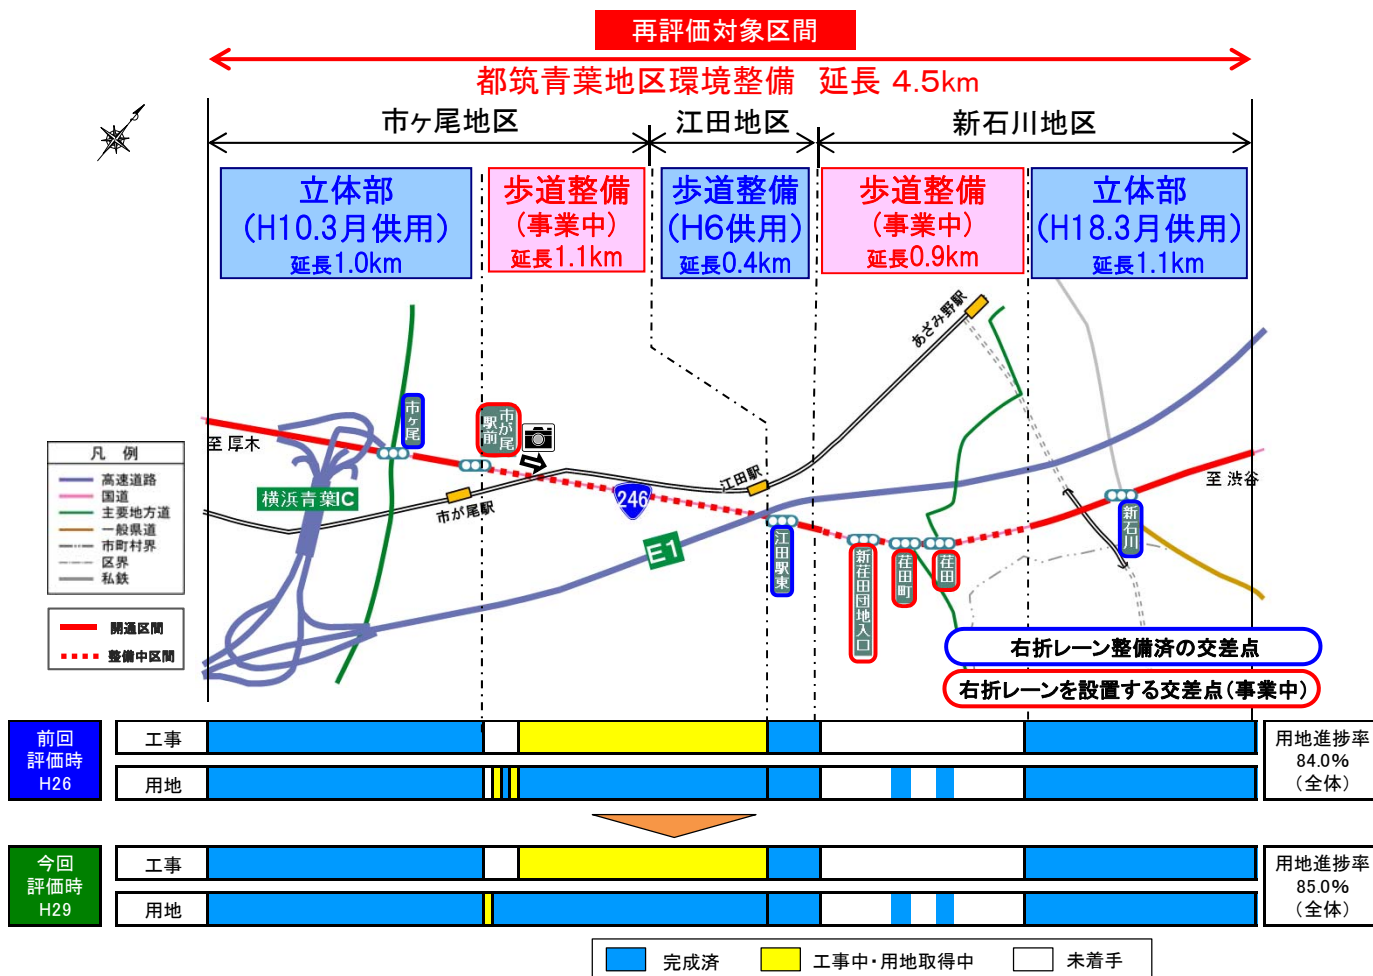 再評価対象区間
都筑青葉地区環境整備 延長 4.5km
市ヶ尾地区
江田地区
新石川地区
立体部
(H10.3月供用)
延長1.0km
歩道整備
(事業中)
延長1.1km
歩道整備
(H6供用)
延長0.4km
歩道整備
(事業中)
延長0.9km
立体部
(H18.3月供用)
延長1.1km
あざみ野駅
市ヶ尾
市が尾
駅前
至 厚木
凡 例
高速道路
国道
主要地方道
一般県道
市町村界
区界
私鉄
開通区間
整備中区間
横浜青葉IC
市が尾駅
246
江田駅
E1
江田駅東
新荏田団地入口
荏田町
荏田
新石川
至 渋谷
右折レーン整備済の交差点
右折レーンを設置する交差点(事業中)
前回
評価時
H26
工事
用地
用地進捗率
84.0%
(全体)
今回
評価時
H29
工事
用地
用地進捗率
85.0%
(全体)
完成済
工事中・用地取得中
未着手